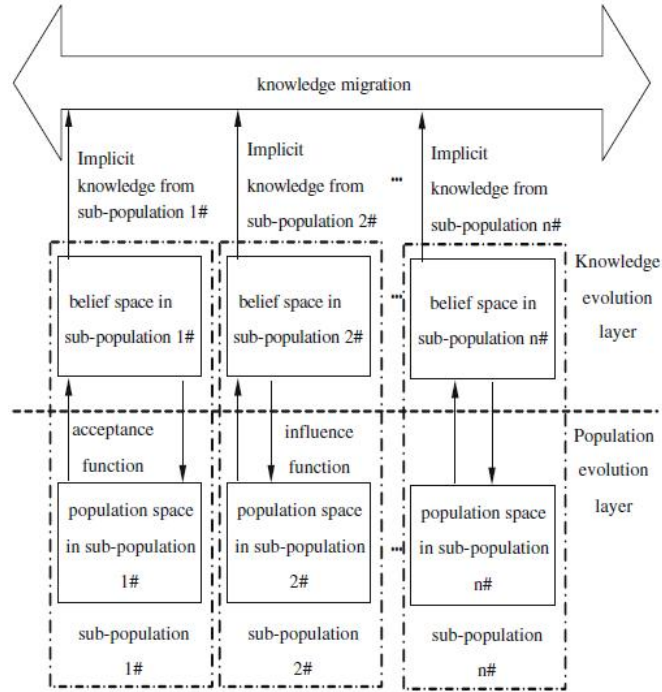 knowledge migration
Implicit
knowledge from
sub-population 1#
Implicit
knowledge from
sub-population 2#
...
Implicit
knowledge from
sub-population n#
belief space in
sub-population 1#
belief space in
sub-population 2#
...
belief space in
sub-population n#
Knowledge
evolution
layer
acceptance
function
influence
function
Population
evolution
layer
population space
in sub-population
1#
population space
in sub-population
2#
...
population space
in sub-population
n#
sub-population
1#
sub-population
2#
sub-population
n#